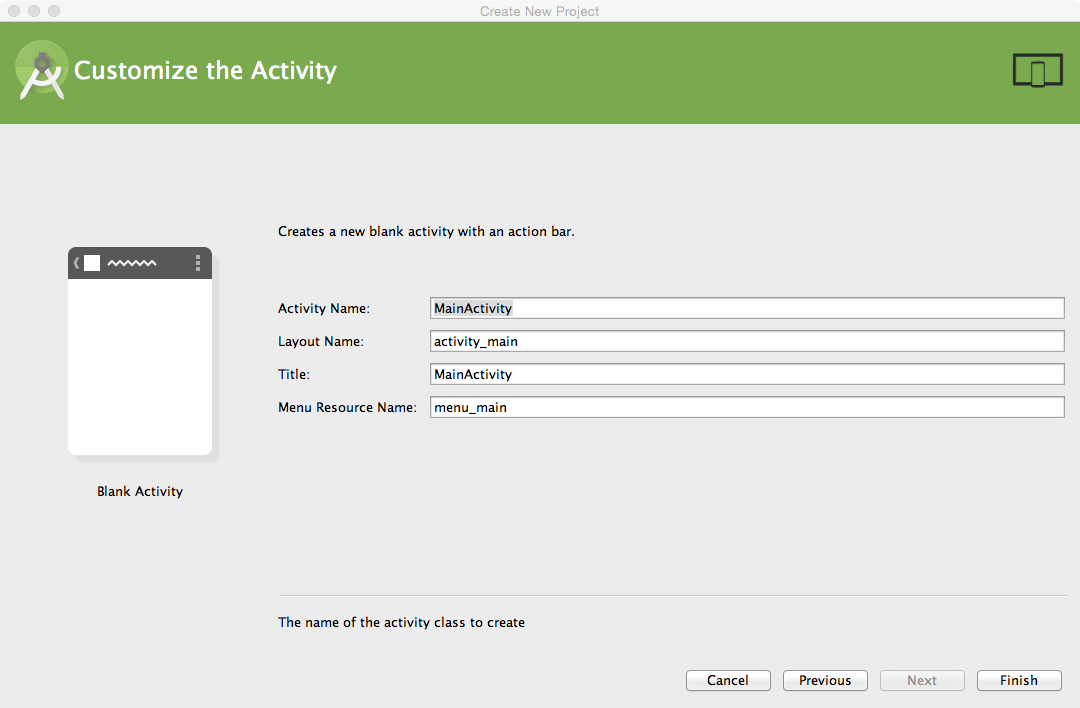 Create New Project
Customize the Activity
Creates a new blank activity with an action bar.
Activity Name: MainActivity
Layout Name: activity_main
Title: MainActivity
Menu Resource Name: menu_main
Blank Activity
The name of the activity class to create
Cancel Previous Next Finish